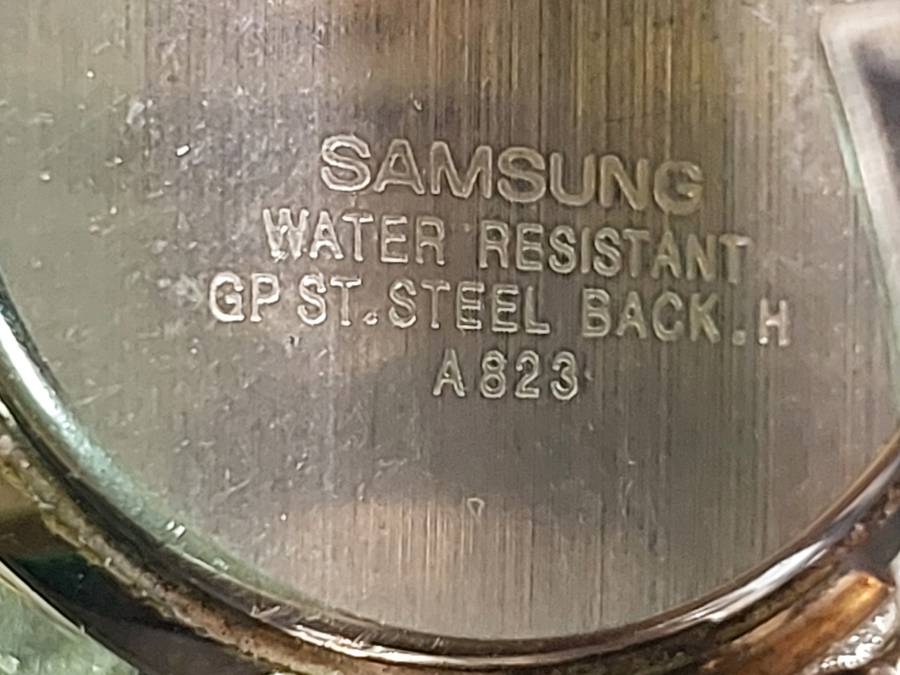 SAMSUNG
WATER RESISTANT
GP ST.STEEL BACK.H
A823